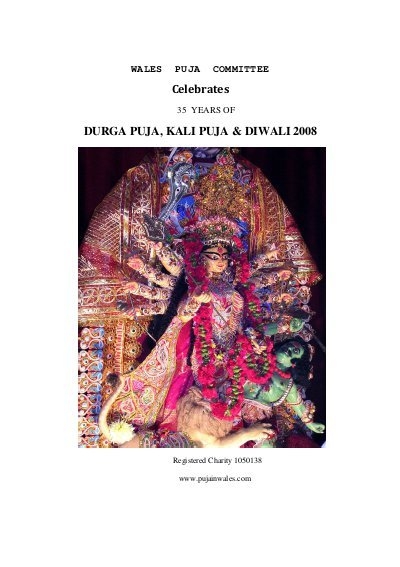 WALES PUJA COMMITTEE
Celebrates
35 YEARS OF
DURGA PUJA, KALI PUJA & DIWALI 2008
Registered Charity 1050138
www.pujainwales.com